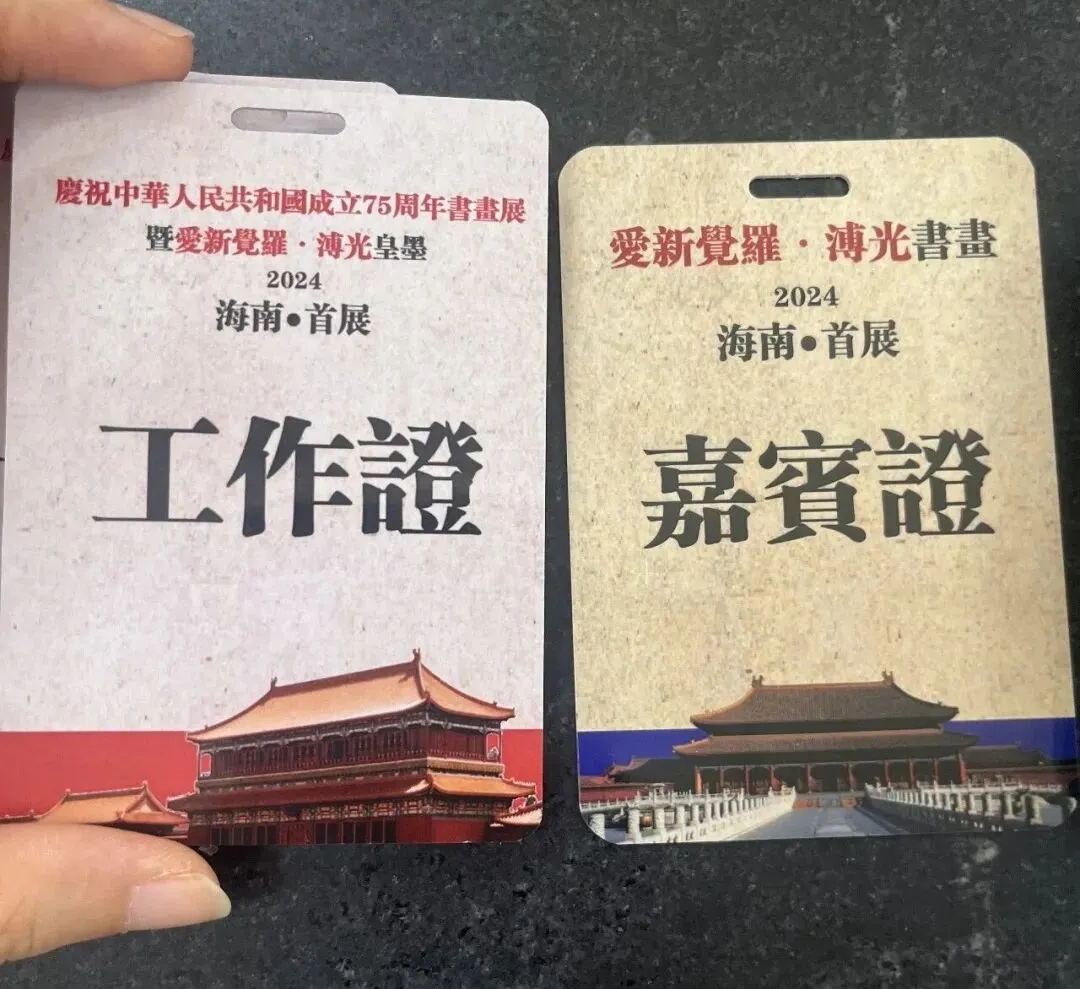 慶祝中華人民共和國成立75周年書畫展
暨愛新覺羅·溥光皇墨
2024
海南•首展
工作證
愛新覺羅·溥光書畫
2024
海南•首展
嘉賓證